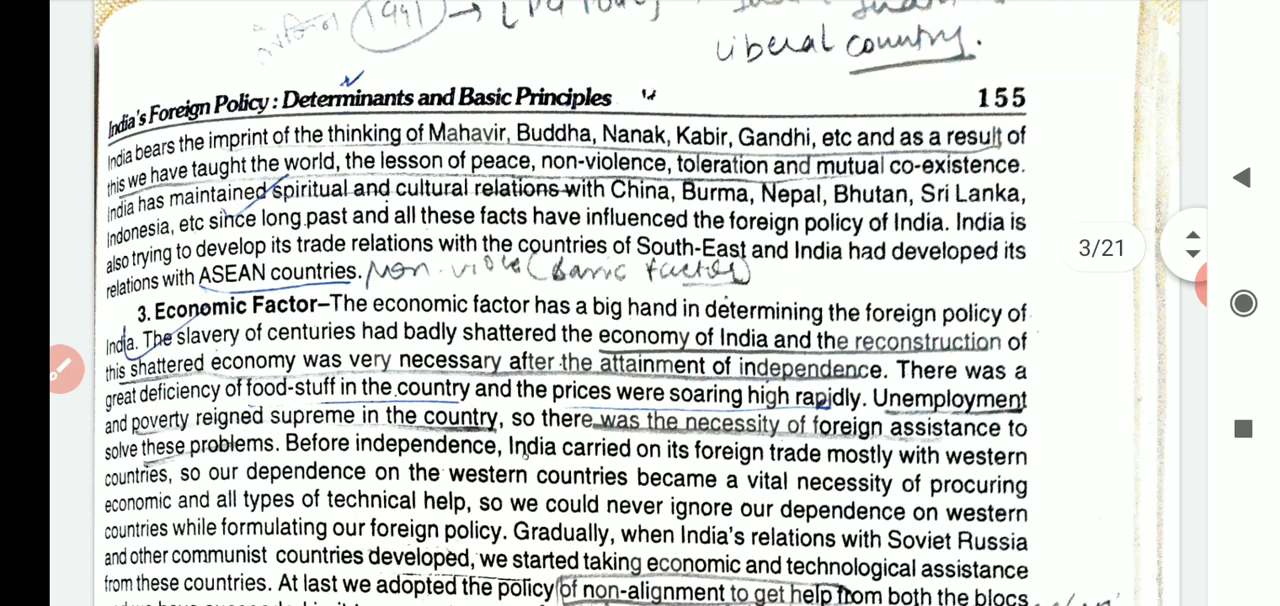 1991 → LPG
liberal country.
India's Foreign Policy : Determinants and Basic Principles 155
India bears the imprint of the thinking of Mahavir, Buddha, Nanak, Kabir, Gandhi, etc and as a result of
this we have taught the world, the lesson of peace, non-violence, toleration and mutual co-existence.
India has maintained spiritual and cultural relations with China, Burma, Nepal, Bhutan, Sri Lanka,
Indonesia, etc since long past and all these facts have influenced the foreign policy of India. India is
also trying to develop its trade relations with the countries of South-East and India had developed its
relations with ASEAN countries. Non-viole (Basic factor)
3/21
3. Economic Factor–The economic factor has a big hand in determining the foreign policy of
India. The slavery of centuries had badly shattered the economy of India and the reconstruction of
this shattered economy was very necessary after the attainment of independence. There was a
great deficiency of food-stuff in the country and the prices were soaring high rapidly. Unemployment
and poverty reigned supreme in the country, so there was the necessity of foreign assistance to
solve these problems. Before independence, India carried on its foreign trade mostly with western
countries, so our dependence on the western countries became a vital necessity of procuring
economic and all types of technical help, so we could never ignore our dependence on western
countries while formulating our foreign policy. Gradually, when India's relations with Soviet Russia
and other communist countries developed, we started taking economic and technological assistance
from these countries. At last we adopted the policy of non-alignment to get help from both the blocs